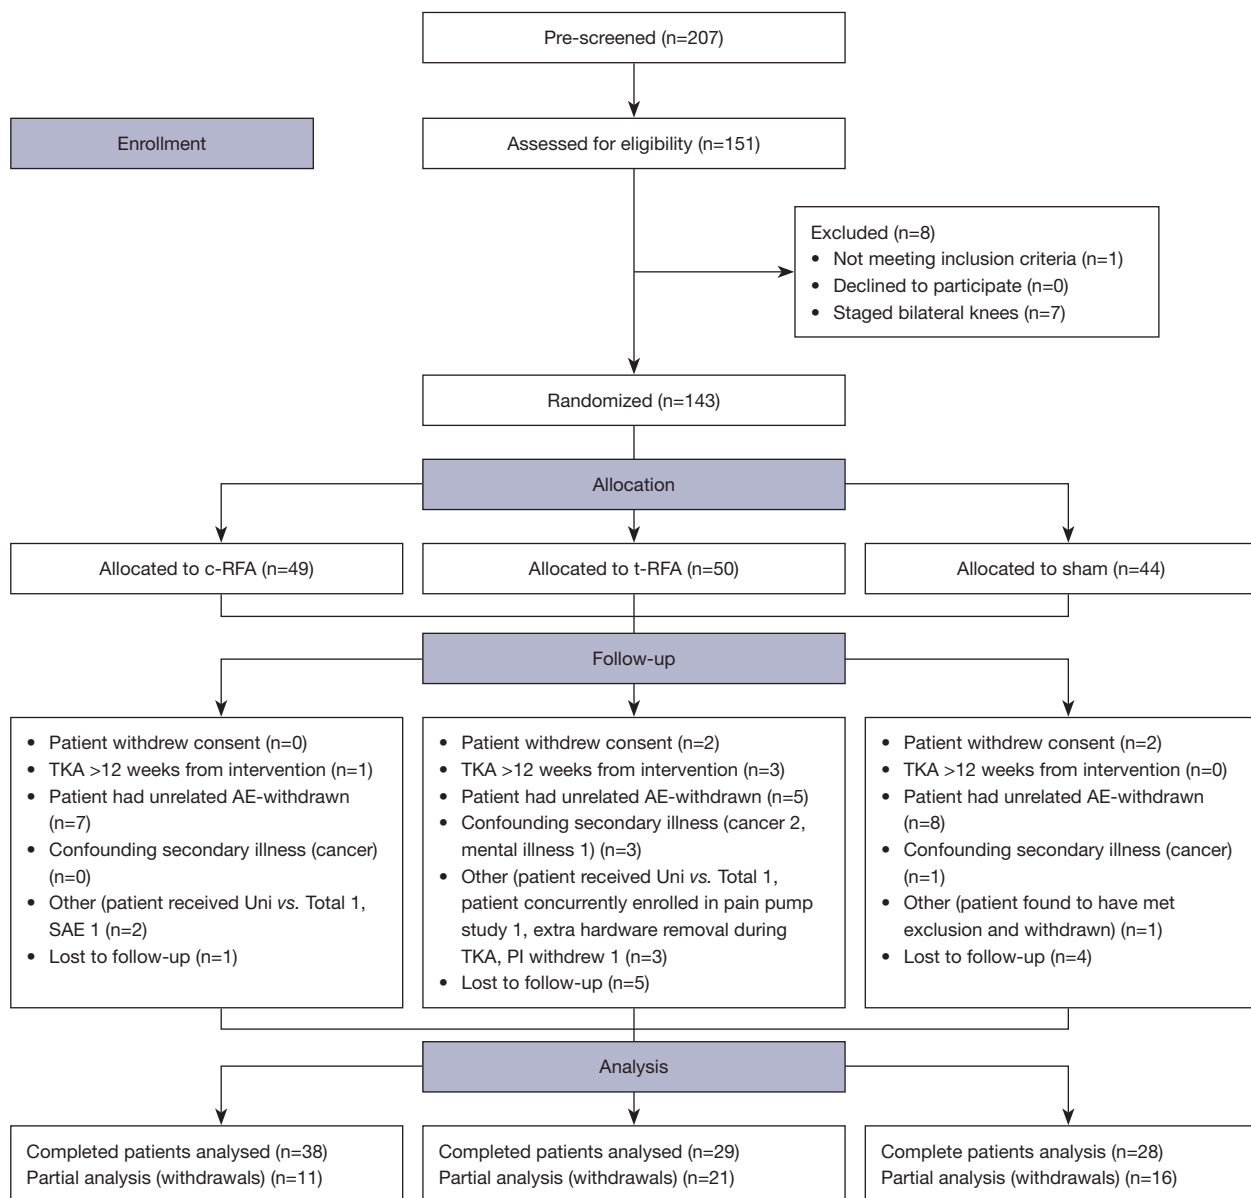 Pre-screened (n=207)
Enrollment
Assessed for eligibility (n=151)
Excluded (n=8)
• Not meeting inclusion criteria (n=1)
• Declined to participate (n=0)
• Staged bilateral knees (n=7)
Randomized (n=143)
Allocation
Allocated to c-RFA (n=49)
Allocated to t-RFA (n=50)
Allocated to sham (n=44)
Follow-up
• Patient withdrew consent (n=0)
• TKA >12 weeks from intervention (n=1)
• Patient had unrelated AE-withdrawn
(n=7)
• Confounding secondary illness (cancer)
(n=0)
• Other (patient received Uni vs. Total 1,
SAE 1 (n=2)
• Lost to follow-up (n=1)
• Patient withdrew consent (n=2)
• TKA >12 weeks from intervention (n=3)
• Patient had unrelated AE-withdrawn (n=5)
• Confounding secondary illness (cancer 2,
mental illness 1) (n=3)
• Other (patient received Uni vs. Total 1,
patient concurrently enrolled in pain pump
study 1, extra hardware removal during
TKA, PI withdrew 1 (n=3)
• Lost to follow-up (n=5)
• Patient withdrew consent (n=2)
• TKA >12 weeks from intervention (n=0)
• Patient had unrelated AE-withdrawn
(n=8)
• Confounding secondary illness (cancer)
(n=1)
• Other (patient found to have met
exclusion and withdrawn) (n=1)
• Lost to follow-up (n=4)
Analysis
Completed patients analysed (n=38)
Partial analysis (withdrawals) (n=11)
Completed patients analysed (n=29)
Partial analysis (withdrawals) (n=21)
Complete patients analysis (n=28)
Partial analysis (withdrawals) (n=16)